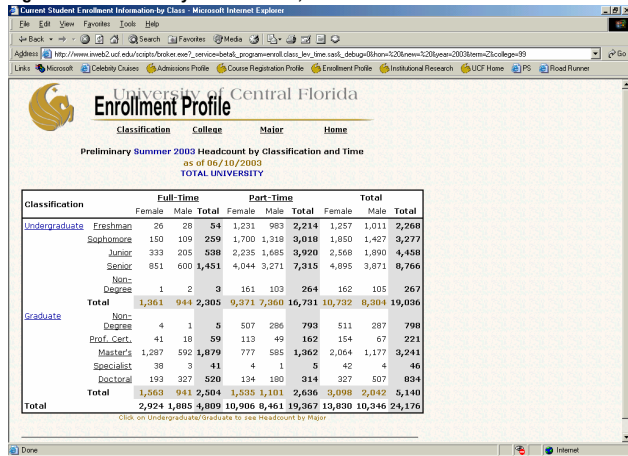 Current Student Enrollment Information-by Class - Microsoft Internet Explorer
File Edit View Favorites Tools Help
Back Search Favorites Media
Address http://www.iroweb2.ucf.edu/scripts/broker.exe?_service=beta&_program=enroll.class_lev_time.sas&_debug=0&hon=%20&new=%20&year=2003&term=Z&college=99 Go
Links Microsoft Celebrity Cruises Admissions Profile Course Registration Profile Enrollment Profile Institutional Research UCF Home PS Road Runner
University of Central Florida
Enrollment Profile
Classification College Major Home
Preliminary Summer 2003 Headcount by Classification and Time
as of 06/10/2003
TOTAL UNIVERSITY
Classification Full-Time Part-Time Total
Female Male Total Female Male Total Female Male Total
Undergraduate Freshman 26 28 54 1,231 983 2,214 1,257 1,011 2,268
Sophomore 150 109 259 1,700 1,318 3,018 1,850 1,427 3,277
Junior 333 205 538 2,235 1,685 3,920 2,568 1,890 4,458
Senior 851 600 1,451 4,044 3,271 7,315 4,895 3,871 8,766
Non-
Degree 1 2 3 161 103 264 162 105 267
Total 1,361 944 2,305 9,371 7,360 16,731 10,732 8,304 19,036
Graduate Non-
Degree 4 1 5 507 286 793 511 287 798
Prof. Cert. 41 18 59 113 49 162 154 67 221
Master's 1,287 592 1,879 777 585 1,362 2,064 1,177 3,241
Specialist 38 3 41 4 1 5 42 4 46
Doctoral 193 327 520 134 180 314 327 507 834
Total 1,563 941 2,504 1,535 1,101 2,636 3,098 2,042 5,140
Total 2,924 1,885 4,809 10,906 8,461 19,367 13,830 10,346 24,176
Click on Undergraduate/Graduate to see Headcount by Major
Done Internet